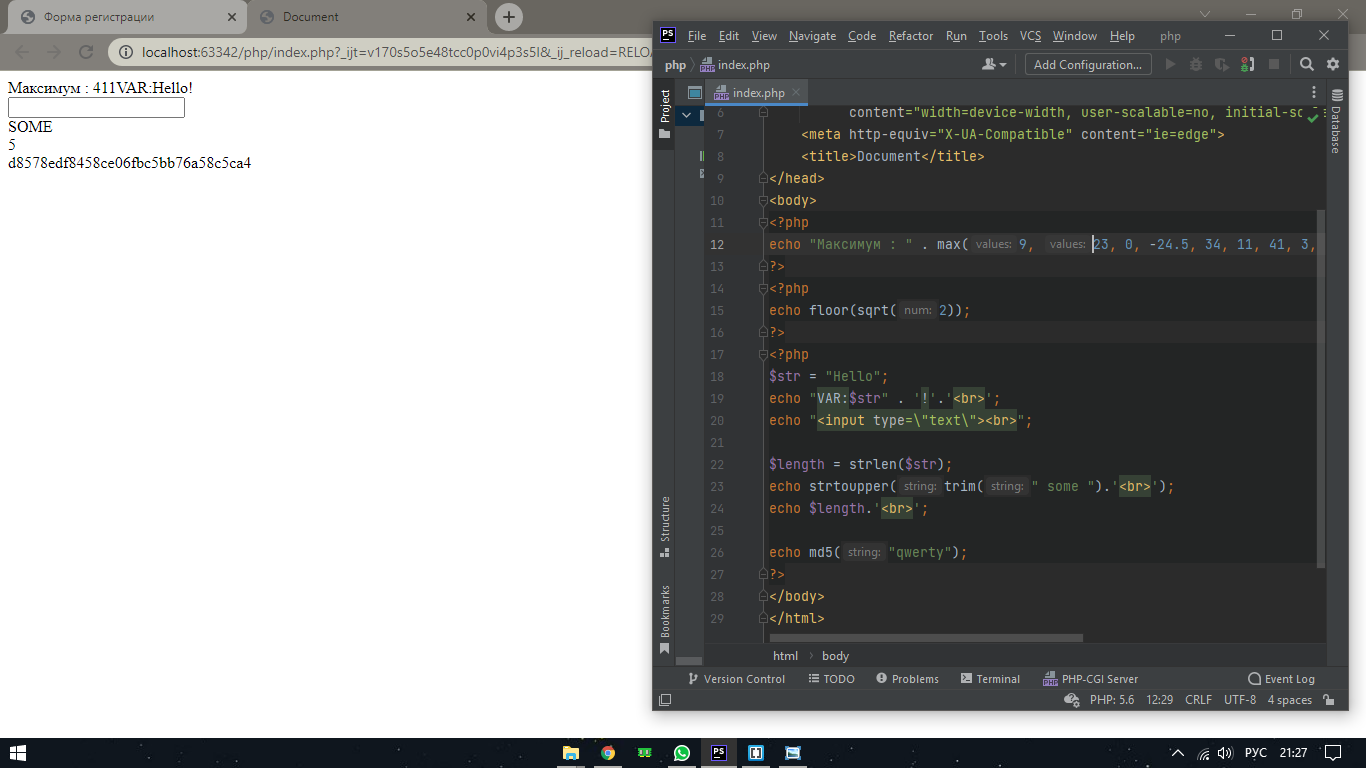 Форма регистрации
Document
localhost:63342/php/index.php?_ijt=v170s5o5e48tcc0p0vi4p3s5l&_ij_reload=RELOA
Максимум : 411VAR:Hello!
SOME
5
d8578edf8458ce06fbc5bb76a58c5ca4
PS File Edit View Navigate Code Refactor Run Tools VCS Window Help php
php index.php Add Configuration...
Project
index.php
Database
6 content="width=device-width, user-scalable=no, initial-sc
7 <meta http-equiv="X-UA-Compatible" content="ie=edge">
8 <title>Document</title>
9 </head>
10 <body>
11 <?php
12 echo "Максимум : " . max( values: 9, values: 23, 0, -24.5, 34, 11, 41, 3,
13 ?>
14 <?php
15 echo floor(sqrt( num: 2));
16 ?>
17 <?php
18 $str = "Hello";
19 echo "VAR:$str" . '!'.'<br>';
20 echo "<input type=\"text\"><br>";
21
22 $length = strlen($str);
23 echo strtoupper( string: trim( string: " some ").'<br>');
24 echo $length.'<br>';
25
26 echo md5( string: "qwerty");
27 ?>
28 </body>
29 </html>
Structure
Bookmarks
html body
Version Control TODO Problems Terminal PHP-CGI Server Event Log
PHP: 5.6 12:29 CRLF UTF-8 4 spaces
PS РУС 21:27